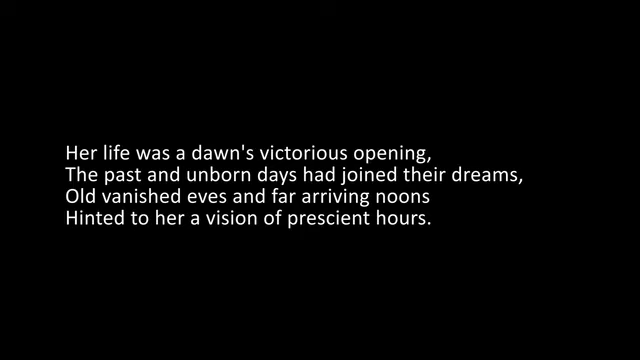 Her life was a dawn's victorious opening,
The past and unborn days had joined their dreams,
Old vanished eves and far arriving noons
Hinted to her a vision of prescient hours.